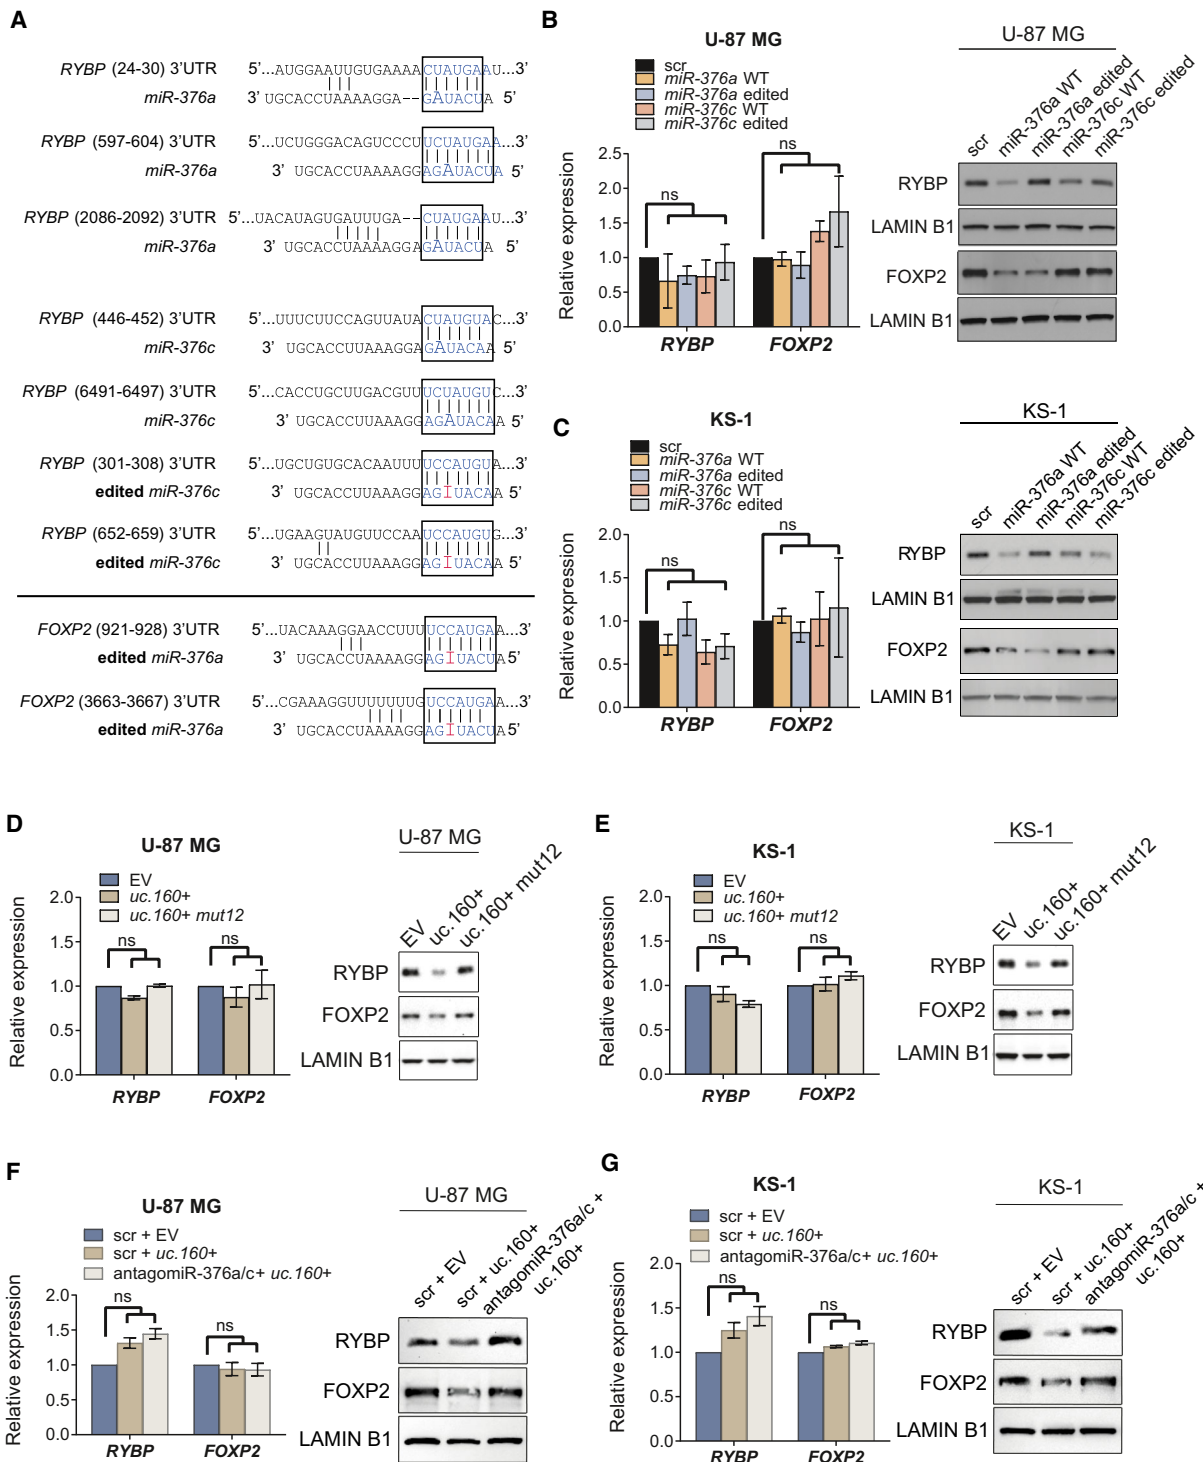 A
RYBP (24-30) 3'UTR 5'...AUGGAAUUGUGAAAACUAUGAAU...3'
miR-376a 3' UGCACCUAAAAGGA--GAUACUA 5'
RYBP (597-604) 3'UTR 5'...UCUGGGACAGUCCCUUCUAUGAA...3'
miR-376a 3' UGCACCUAAAAGGAGAUACUA 5'
RYBP (2086-2092) 3'UTR 5'...UACAUAGUGAUUUGA--CUAUGAAU...3'
miR-376a 3' UGCACCUAAAAGGAGAUACUA 5'
RYBP (446-452) 3'UTR 5'...UUUCUUCCAGUUAUACUAUGUAC...3'
miR-376c 3' UGCACCUUAAAGGAGAUACAA 5'
RYBP (6491-6497) 3'UTR 5'...CACCUGCUUGACGUUUCUAUGUC...3'
miR-376c 3' UGCACCUUAAAGGAGAUACAA 5'
RYBP (301-308) 3'UTR 5'...UGCUGUGCACAAUUUUCCAUGUA...3'
edited miR-376c 3' UGCACCUUAAAGGAGIUACAA 5'
RYBP (652-659) 3'UTR 5'...UGAAGUAUGUUCCAAUCCAUGUG...3'
edited miR-376c 3' UGCACCUUAAAGGAGIUACAA 5'
FOXP2 (921-928) 3'UTR 5'...UACAAAGGAACCUUUUCCAUGAA...3'
edited miR-376a 3' UGCACCUAAAAGGAGIUACUA 5'
FOXP2 (3663-3667) 3'UTR 5'...CGAAAGGUUUUUUUGUCCAUGAA...3'
edited miR-376a 3' UGCACCUAAAAGGAGIUACUA 5'
B
U-87 MG
scr
miR-376a WT
miR-376a edited
miR-376c WT
miR-376c edited
Relative expression
2.5
2.0
1.5
1.0
0.5
0.0
ns
ns
RYBP FOXP2
U-87 MG
scr miR-376a WT miR-376a edited miR-376c WT miR-376c edited
RYBP
LAMIN B1
FOXP2
LAMIN B1
C
KS-1
scr
miR-376a WT
miR-376a edited
miR-376c WT
miR-376c edited
Relative expression
2.0
1.5
1.0
0.5
0.0
ns
ns
RYBP FOXP2
KS-1
scr miR-376a WT miR-376a edited miR-376c WT miR-376c edited
RYBP
LAMIN B1
FOXP2
LAMIN B1
D
U-87 MG
EV
uc.160+
uc.160+ mut12
Relative expression
2.0
1.5
1.0
0.5
0.0
ns
ns
RYBP FOXP2
U-87 MG
EV uc.160+ uc.160+ mut12
RYBP
FOXP2
LAMIN B1
E
KS-1
EV
uc.160+
uc.160+ mut12
Relative expression
2.0
1.5
1.0
0.5
0.0
ns
ns
RYBP FOXP2
KS-1
EV uc.160+ uc.160+ mut12
RYBP
FOXP2
LAMIN B1
F
U-87 MG
scr + EV
scr + uc.160+
antagomiR-376a/c+ uc.160+
Relative expression
2.0
1.5
1.0
0.5
0.0
ns
ns
RYBP FOXP2
U-87 MG
scr + EV
scr + uc.160+
antagomiR-376a/c +
uc.160+
RYBP
FOXP2
LAMIN B1
G
KS-1
scr + EV
scr + uc.160+
antagomiR-376a/c+ uc.160+
Relative expression
2.0
1.5
1.0
0.5
0.0
ns
ns
RYBP FOXP2
KS-1
scr + EV
scr + uc.160+
antagomiR-376a/c +
uc.160+
RYBP
FOXP2
LAMIN B1